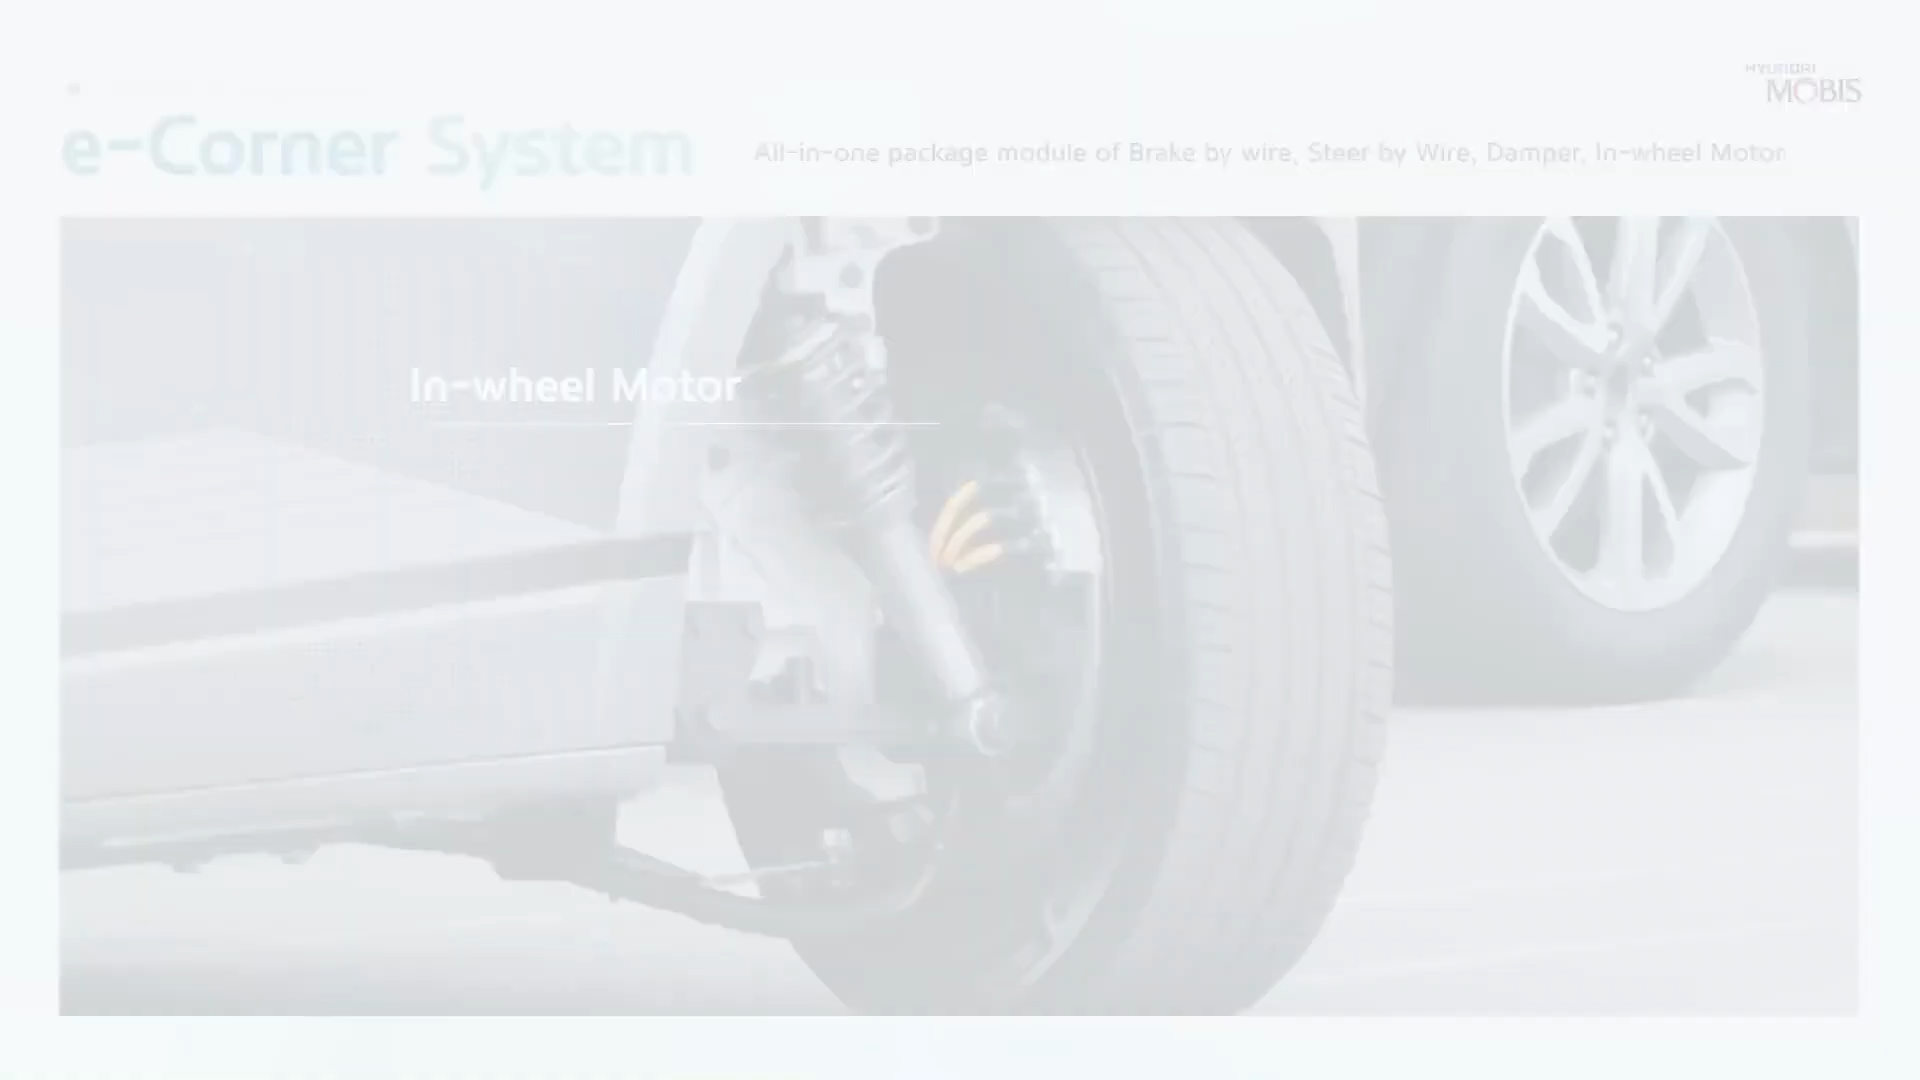 HYUNDAI
MOBIS
e-Corner System
All-in-one package module of Brake by wire, Steer by Wire, Damper, In-wheel Motor
In-wheel Motor